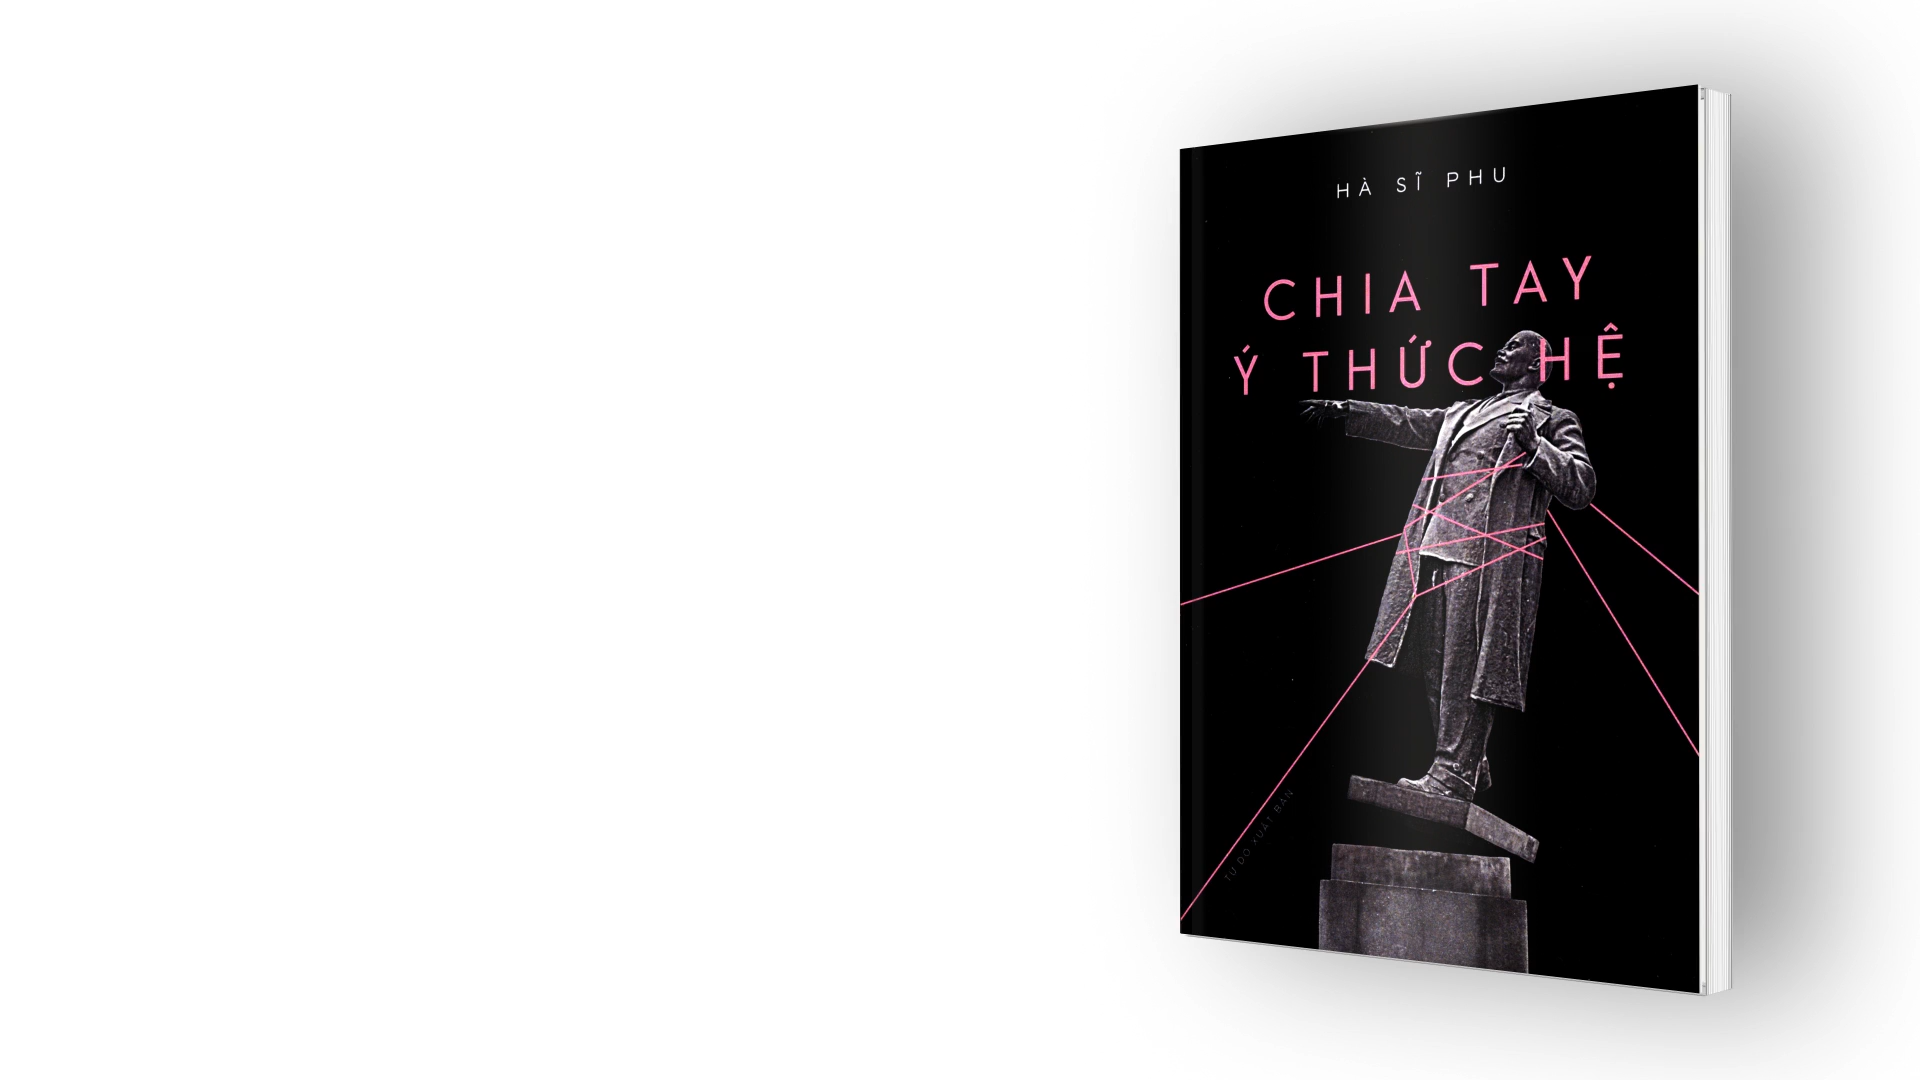 HÀ SĨ PHU
CHIA TAY
Ý THỨC HỆ
TỰ DO XUẤT BẢN